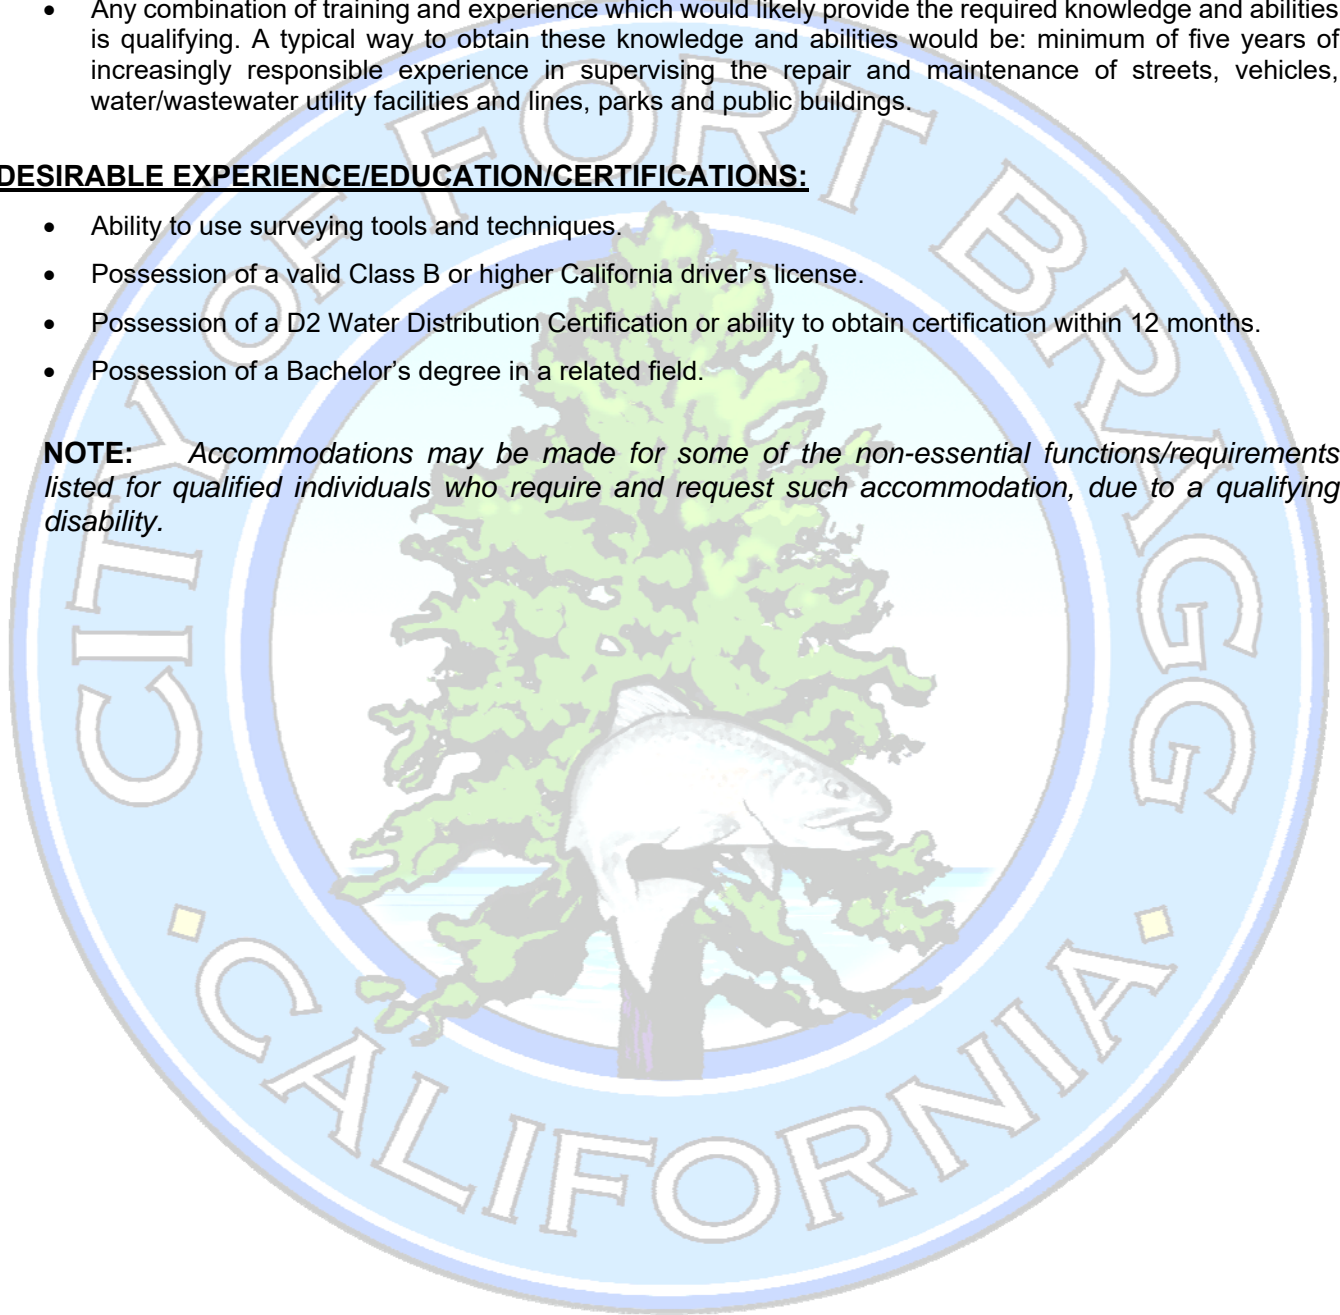 • Any combination of training and experience which would likely provide the required knowledge and abilities
is qualifying. A typical way to obtain these knowledge and abilities would be: minimum of five years of
increasingly responsible experience in supervising the repair and maintenance of streets, vehicles,
water/wastewater utility facilities and lines, parks and public buildings.
DESIRABLE EXPERIENCE/EDUCATION/CERTIFICATIONS:
• Ability to use surveying tools and techniques.
• Possession of a valid Class B or higher California driver’s license.
• Possession of a D2 Water Distribution Certification or ability to obtain certification within 12 months.
• Possession of a Bachelor’s degree in a related field.
NOTE: Accommodations may be made for some of the non-essential functions/requirements
listed for qualified individuals who require and request such accommodation, due to a qualifying
disability.
CITY OF FORT BRAGG
CALIFORNIA